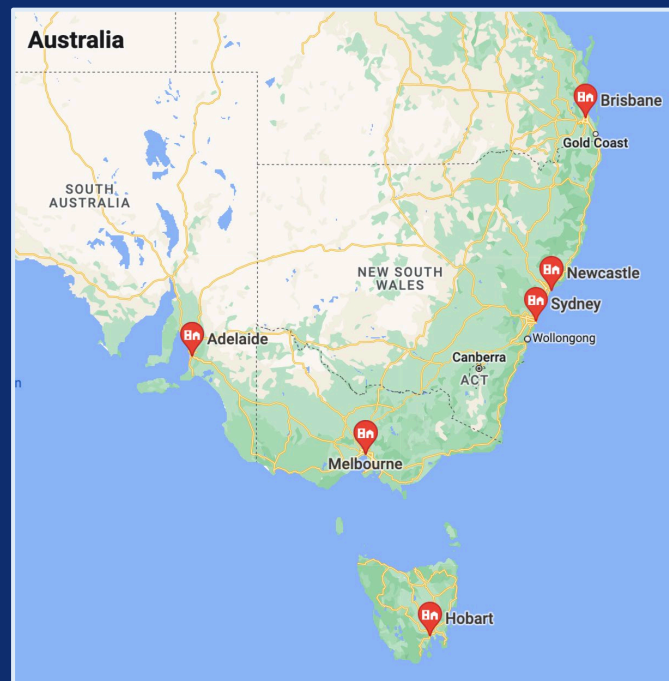 Australia
Brisbane
Gold Coast
SOUTH
AUSTRALIA
NEW SOUTH
WALES
Newcastle
Sydney
Wollongong
Adelaide
Canberra
ACT
n
Melbourne
Hobart